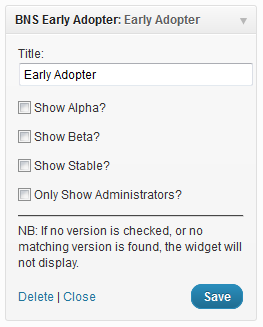 BNS Early Adopter: Early Adopter
Title:
Early Adopter
Show Alpha?
Show Beta?
Show Stable?
Only Show Administrators?
NB: If no version is checked, or no
matching version is found, the widget will
not display.
Delete | Close
Save